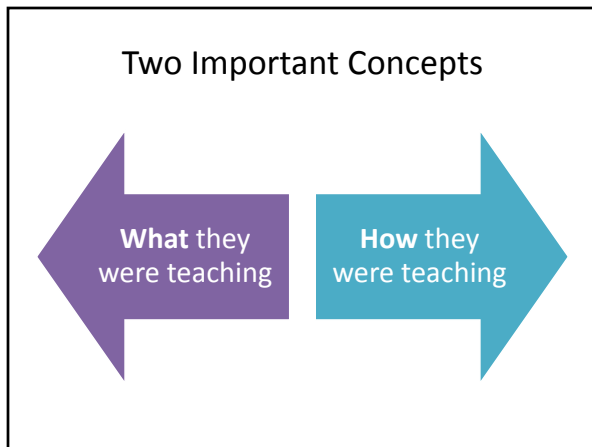 Two Important Concepts
What they
were teaching
How they
were teaching